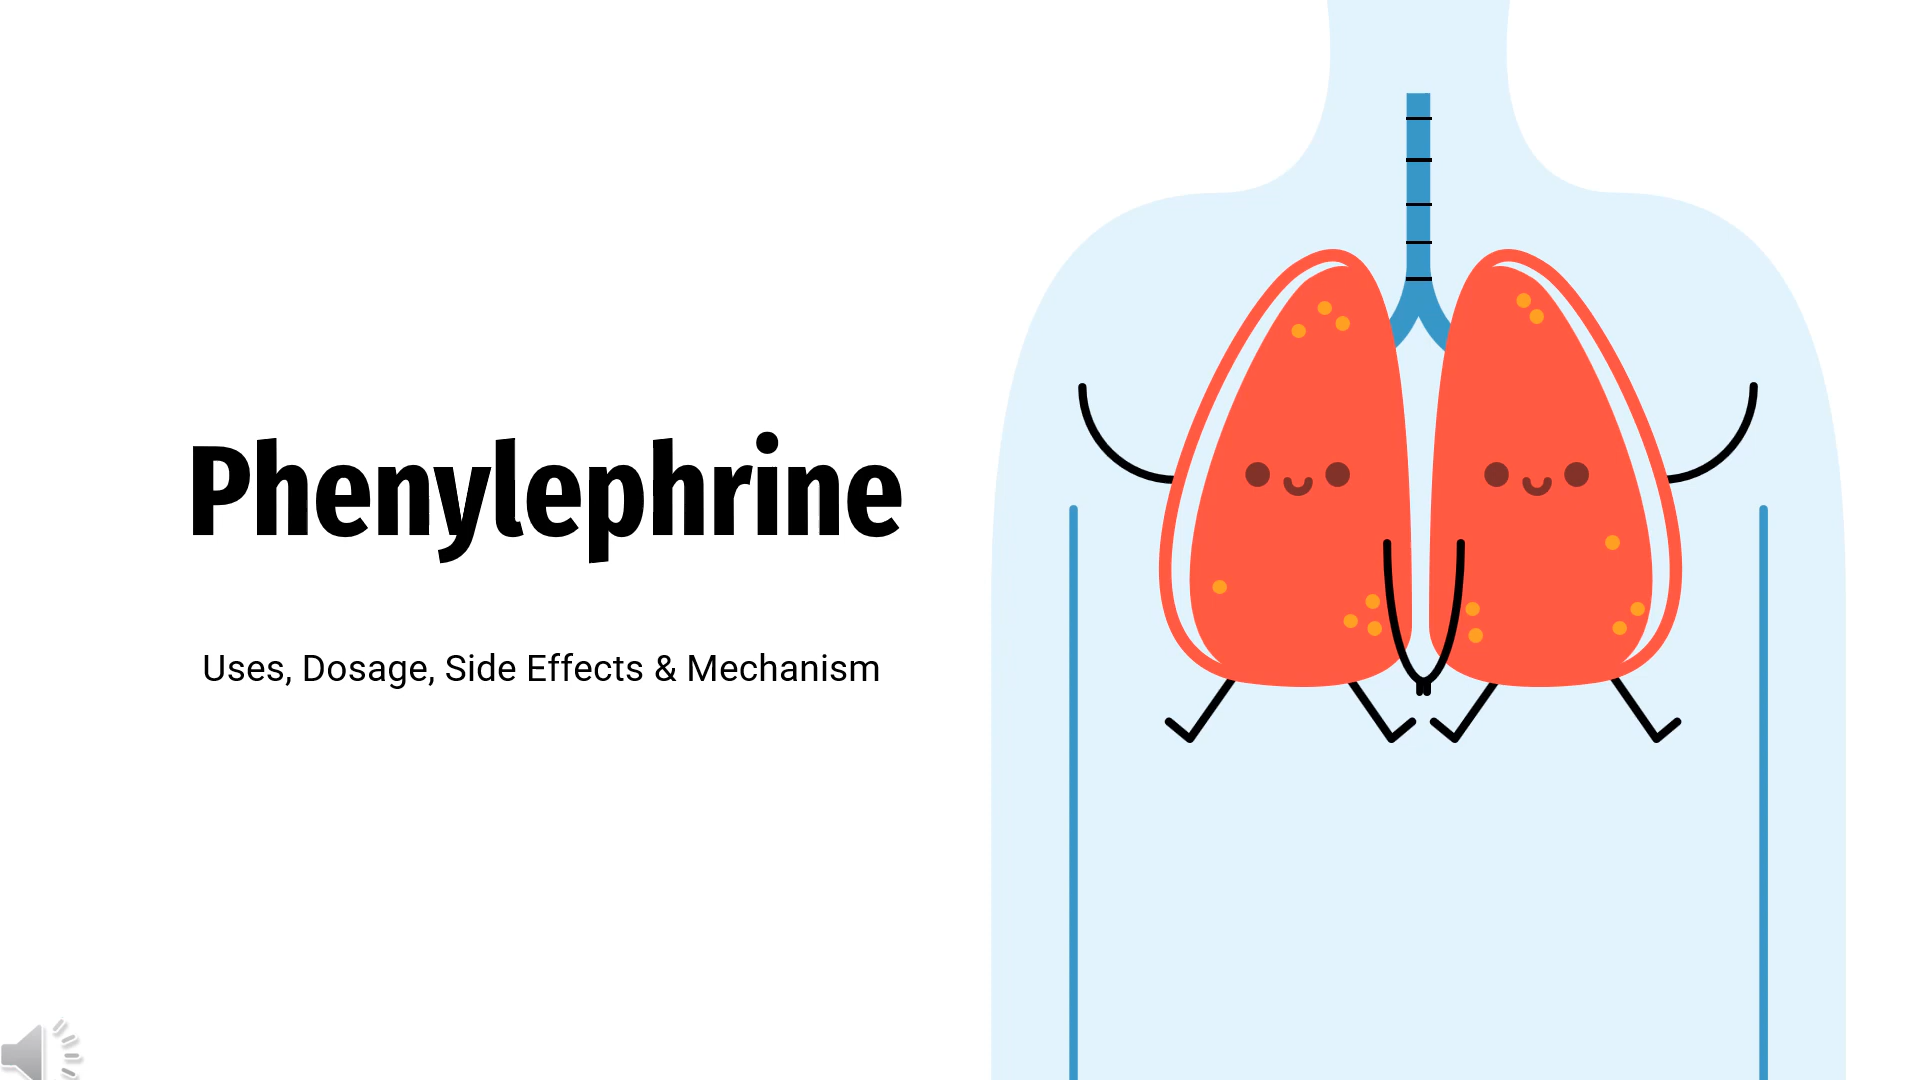 Phenylephrine
Uses, Dosage, Side Effects & Mechanism